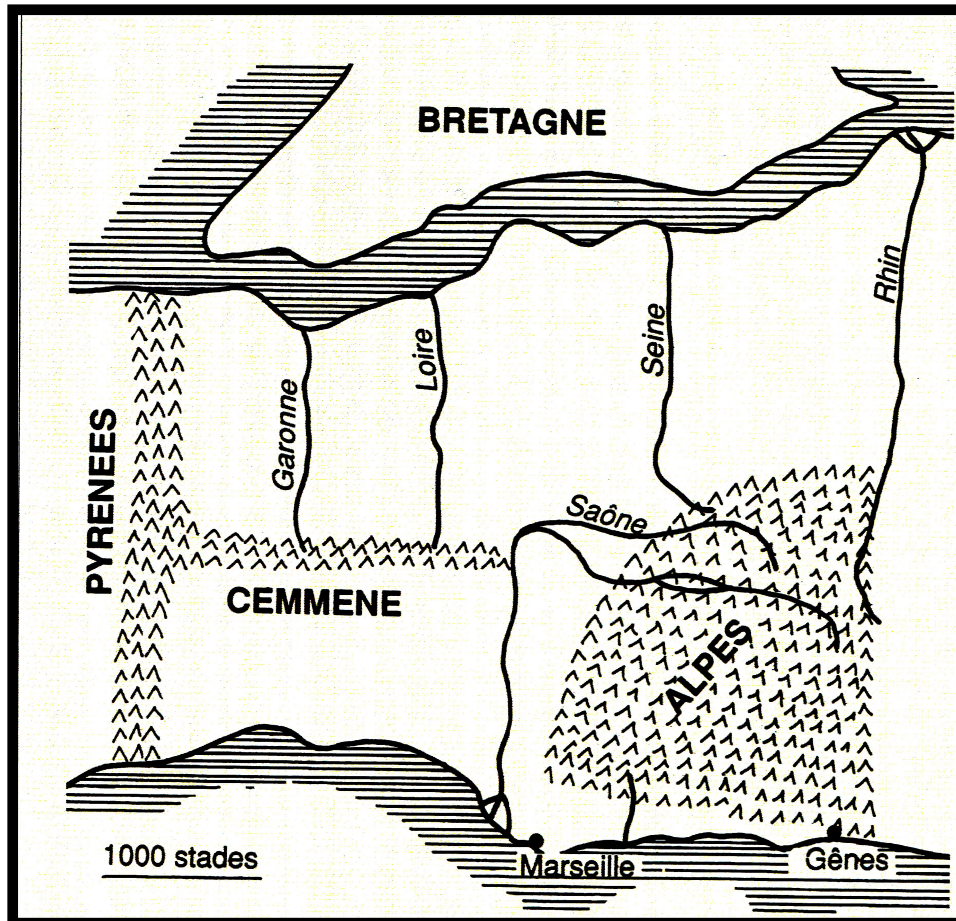 BRETAGNE
Rhin
Seine
Loire
Garonne
PYRENEES
Saône
CEMMENE
ALPES
1000 stades
Marseille
Gênes